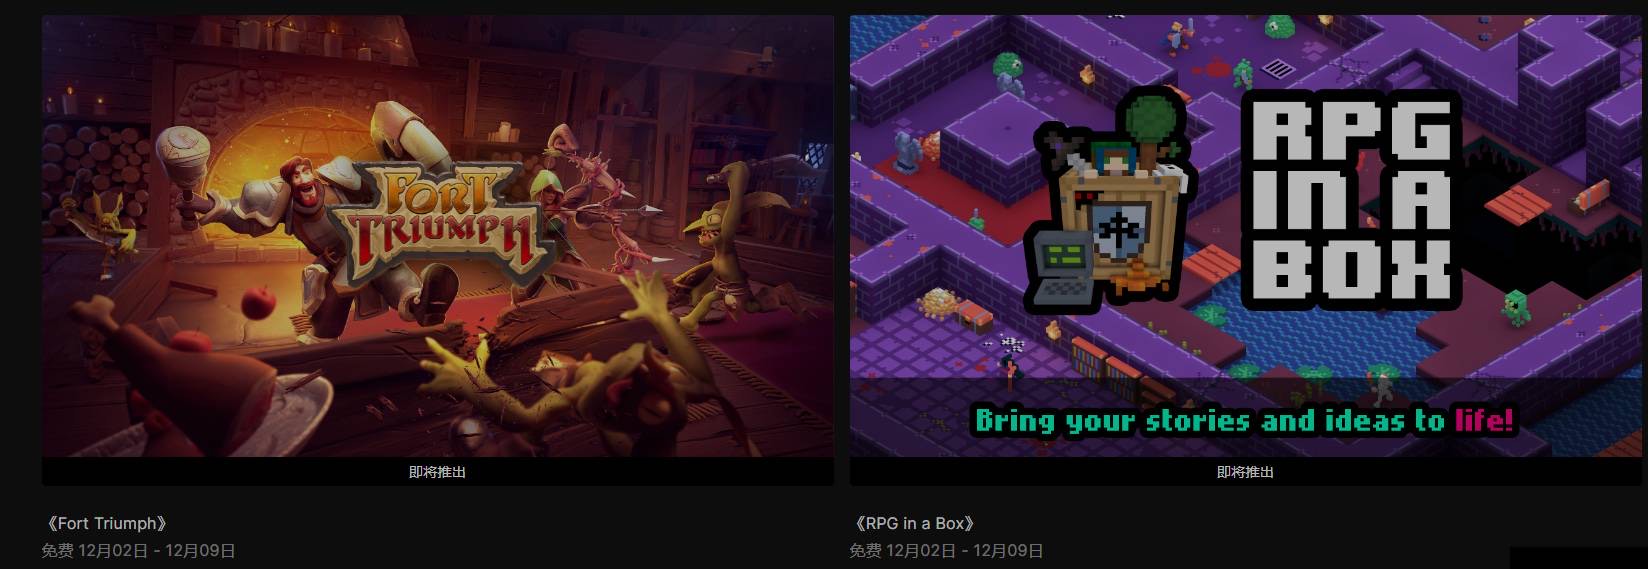 FORT
TRIUMPH
RPG
IN A
BOX
Bring your stories and ideas to life!
即将推出
即将推出
《Fort Triumph》
免费 12月02日 - 12月09日
《RPG in a Box》
免费 12月02日 - 12月09日